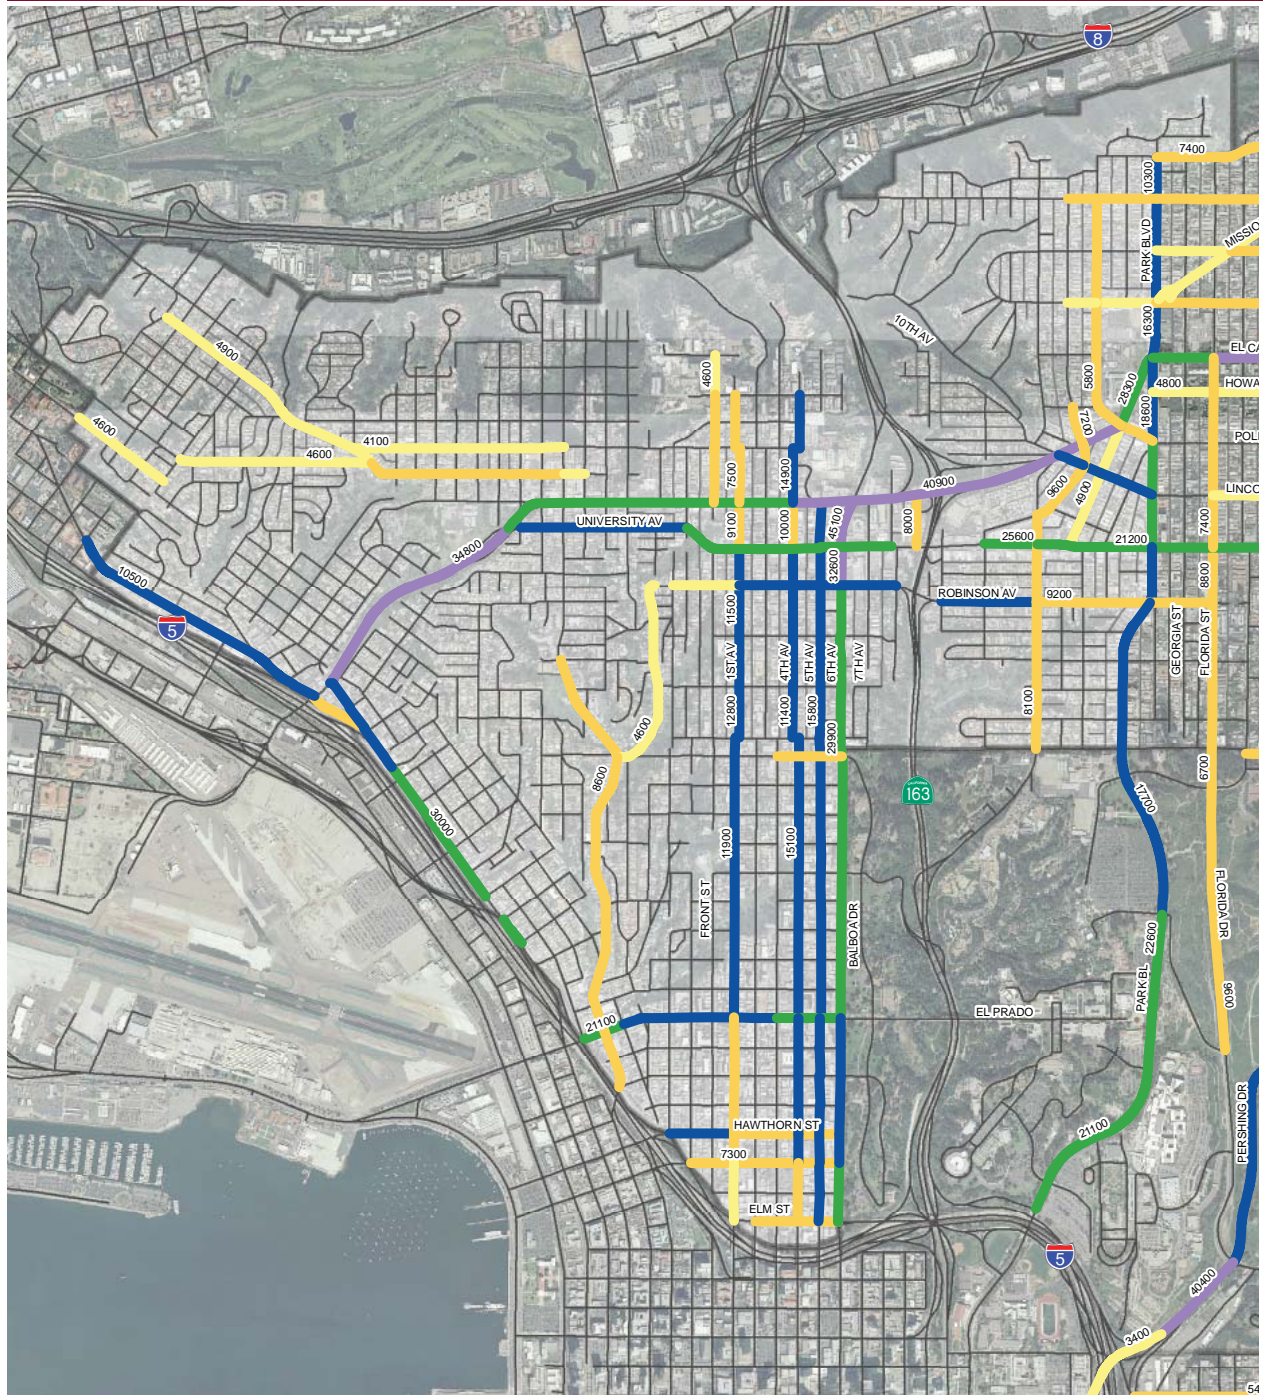 8
7400
10300
MISSIO
PARK BLVD
16300
10TH AV
4900
EL CA
4600
5800
28300
4800
HOWA
4600
7200
18600
4100
POLI
4600
7500
14900
40900
9600
4900
LINCO
UNIVERSITY AV
9100
10000
45100
8000
7400
34800
25600
21200
32600
10500
8800
ROBINSON AV
9200
11500
5
1ST AV
4TH AV
5TH AV
6TH AV
7TH AV
GEORGIA ST
FLORIDA ST
12800
11400
15800
8100
4600
29900
8600
6700
163
17700
30000
11900
15100
FRONT ST
BALBOA DR
FLORIDA DR
22600
PARK BL
9600
21100
EL PRADO
HAWTHORN ST
21100
PERSHING DR
7300
ELM ST
5
40400
3400
54